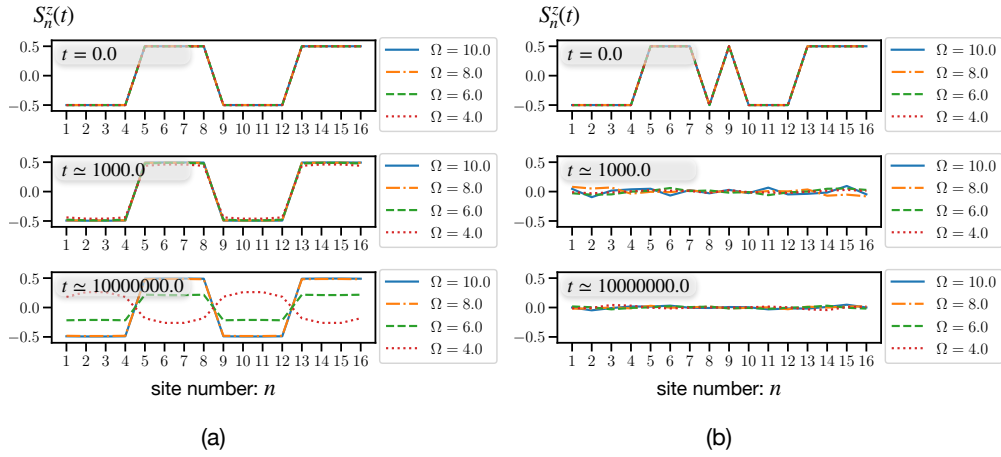 S_n^z(t)
0.5
0.0
−0.5
t = 0.0
1 2 3 4 5 6 7 8 9 10 11 12 13 14 15 16
Ω = 10.0
Ω = 8.0
Ω = 6.0
Ω = 4.0
0.5
0.0
−0.5
t ≃ 1000.0
1 2 3 4 5 6 7 8 9 10 11 12 13 14 15 16
Ω = 10.0
Ω = 8.0
Ω = 6.0
Ω = 4.0
0.5
0.0
−0.5
t ≃ 10000000.0
1 2 3 4 5 6 7 8 9 10 11 12 13 14 15 16
Ω = 10.0
Ω = 8.0
Ω = 6.0
Ω = 4.0
site number: n
(a)
S_n^z(t)
0.5
0.0
−0.5
t = 0.0
1 2 3 4 5 6 7 8 9 10 11 12 13 14 15 16
Ω = 10.0
Ω = 8.0
Ω = 6.0
Ω = 4.0
0.5
0.0
−0.5
t ≃ 1000.0
1 2 3 4 5 6 7 8 9 10 11 12 13 14 15 16
Ω = 10.0
Ω = 8.0
Ω = 6.0
Ω = 4.0
0.5
0.0
−0.5
t ≃ 10000000.0
1 2 3 4 5 6 7 8 9 10 11 12 13 14 15 16
Ω = 10.0
Ω = 8.0
Ω = 6.0
Ω = 4.0
site number: n
(b)